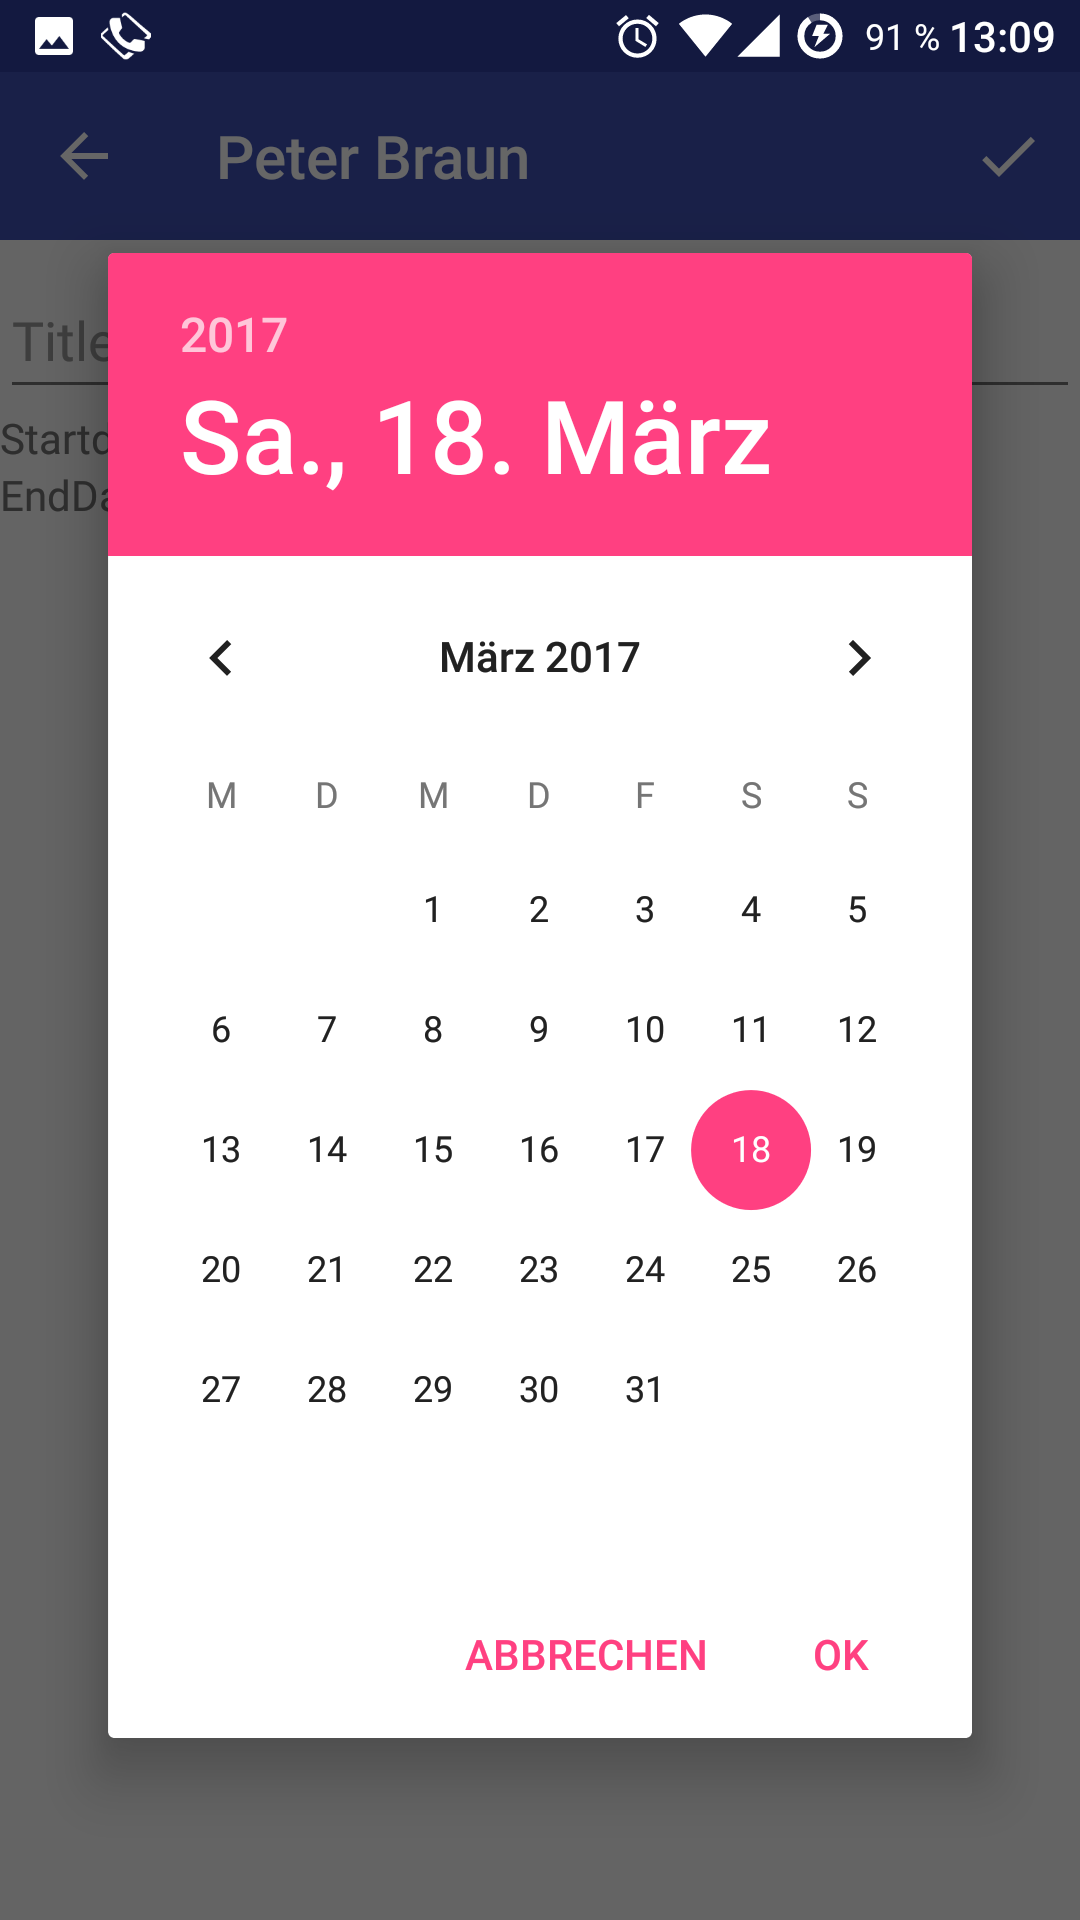 91 % 13:09
Peter Braun
2017
Title
Sa., 18. März
März 2017
M D M D F S S
1 2 3 4 5
6 7 8 9 10 11 12
13 14 15 16 17 18 19
20 21 22 23 24 25 26
27 28 29 30 31
ABBRECHEN OK